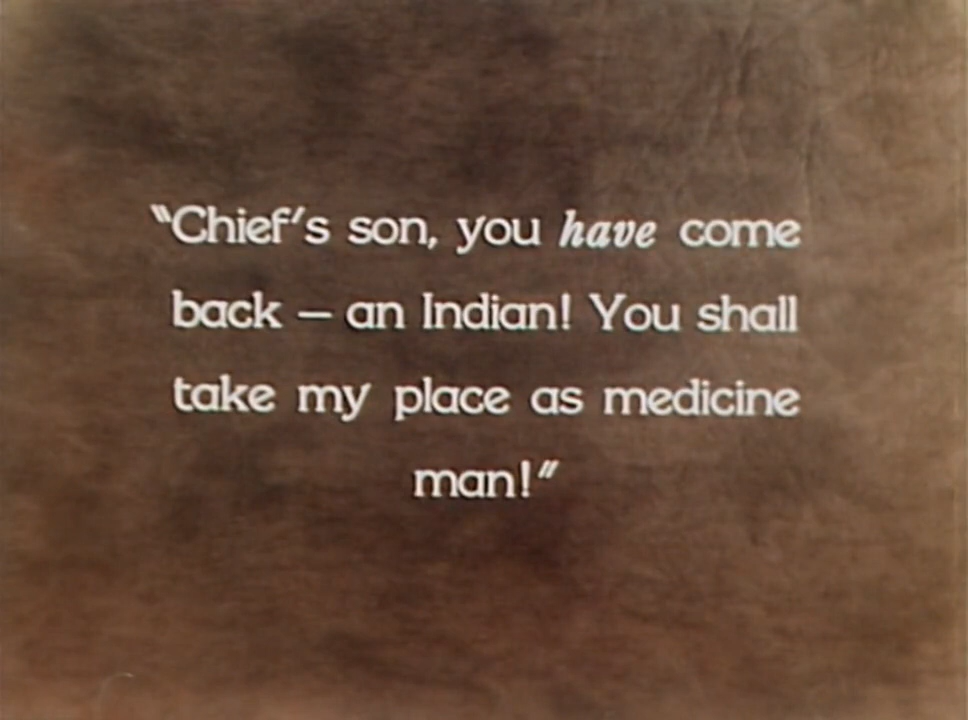 "Chief's son, you have come
back — an Indian! You shall
take my place as medicine
man!"